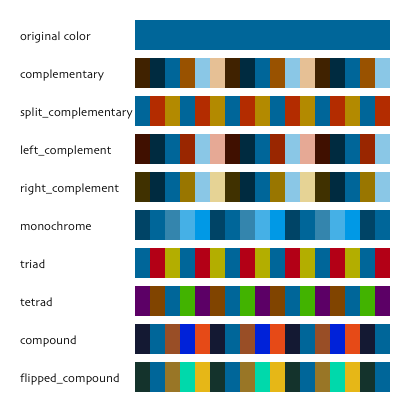 original color
complementary
split_complementary
left_complement
right_complement
monochrome
triad
tetrad
compound
flipped_compound